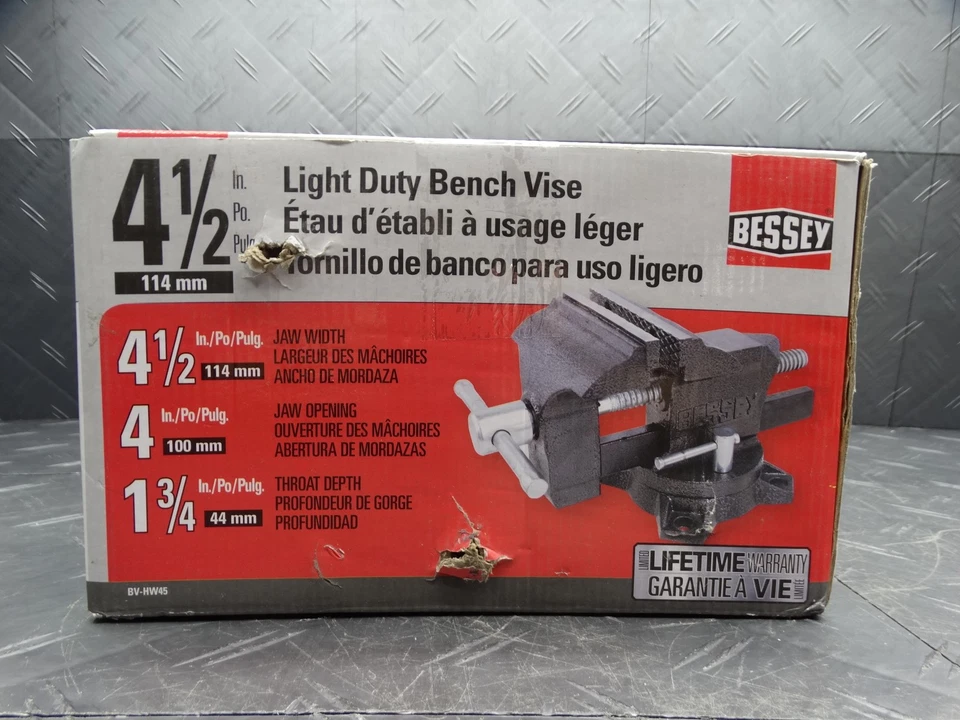 4 1/2
In.
Po.
114 mm
Light Duty Bench Vise
Étau d'établi à usage léger
Tornillo de banco para uso ligero
BESSEY
4 1/2 In./Po/Pulg. 114 mm
JAW WIDTH
LARGEUR DES MÂCHOIRES
ANCHO DE MORDAZA
4 In./Po/Pulg. 100 mm
JAW OPENING
OUVERTURE DES MÂCHOIRES
ABERTURA DE MORDAZAS
1 3/4 In./Po/Pulg. 44 mm
THROAT DEPTH
PROFONDEUR DE GORGE
PROFUNDIDAD
BESSEY
LIMITED LIFETIME WARRANTY
GARANTIE À VIE LIMITÉE
BV-HW45